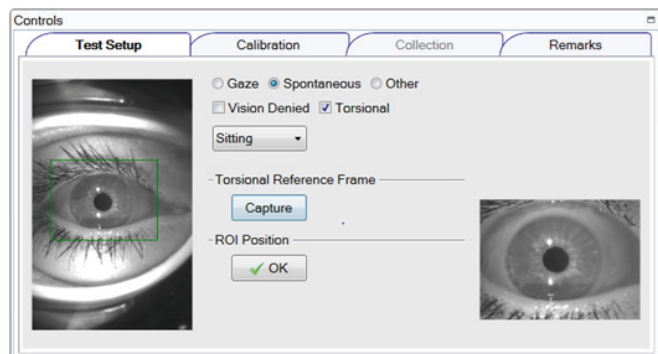 Controls
Test Setup
Calibration
Collection
Remarks
Gaze Spontaneous Other
Vision Denied Torsional
Sitting
Torsional Reference Frame
Capture
ROI Position
OK